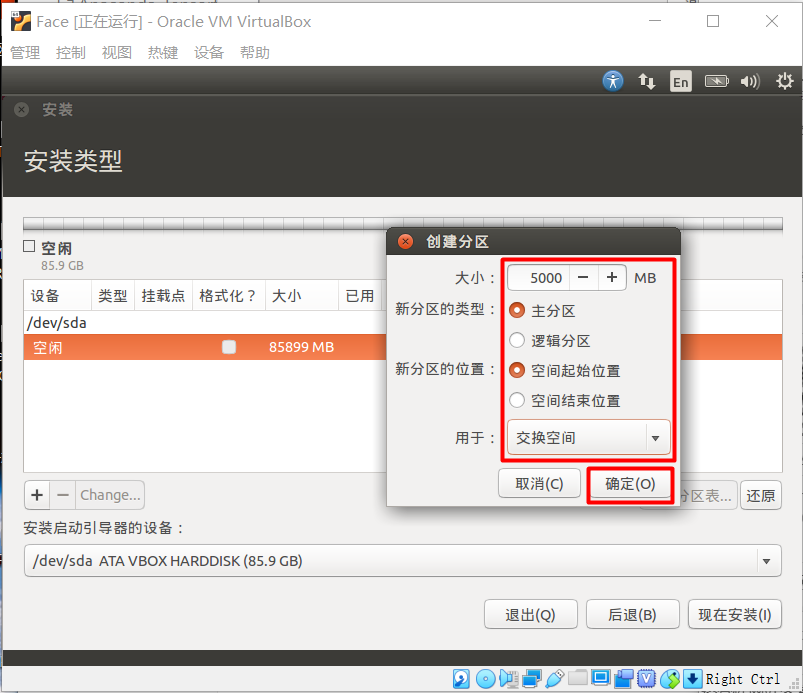 Face [正在运行] - Oracle VM VirtualBox
管理 控制 视图 热键 设备 帮助
En
安装
安装类型
空闲
85.9 GB
设备 类型 挂载点 格式化？ 大小 已用
/dev/sda
空闲 85899 MB
创建分区
大小： 5000 − + MB
新分区的类型： 主分区
逻辑分区
新分区的位置： 空间起始位置
空间结束位置
用于： 交换空间
取消(C) 确定(O)
+ − Change... 分区表... 还原
安装启动引导器的设备：
/dev/sda ATA VBOX HARDDISK (85.9 GB)
退出(Q) 后退(B) 现在安装(I)
Right Ctrl